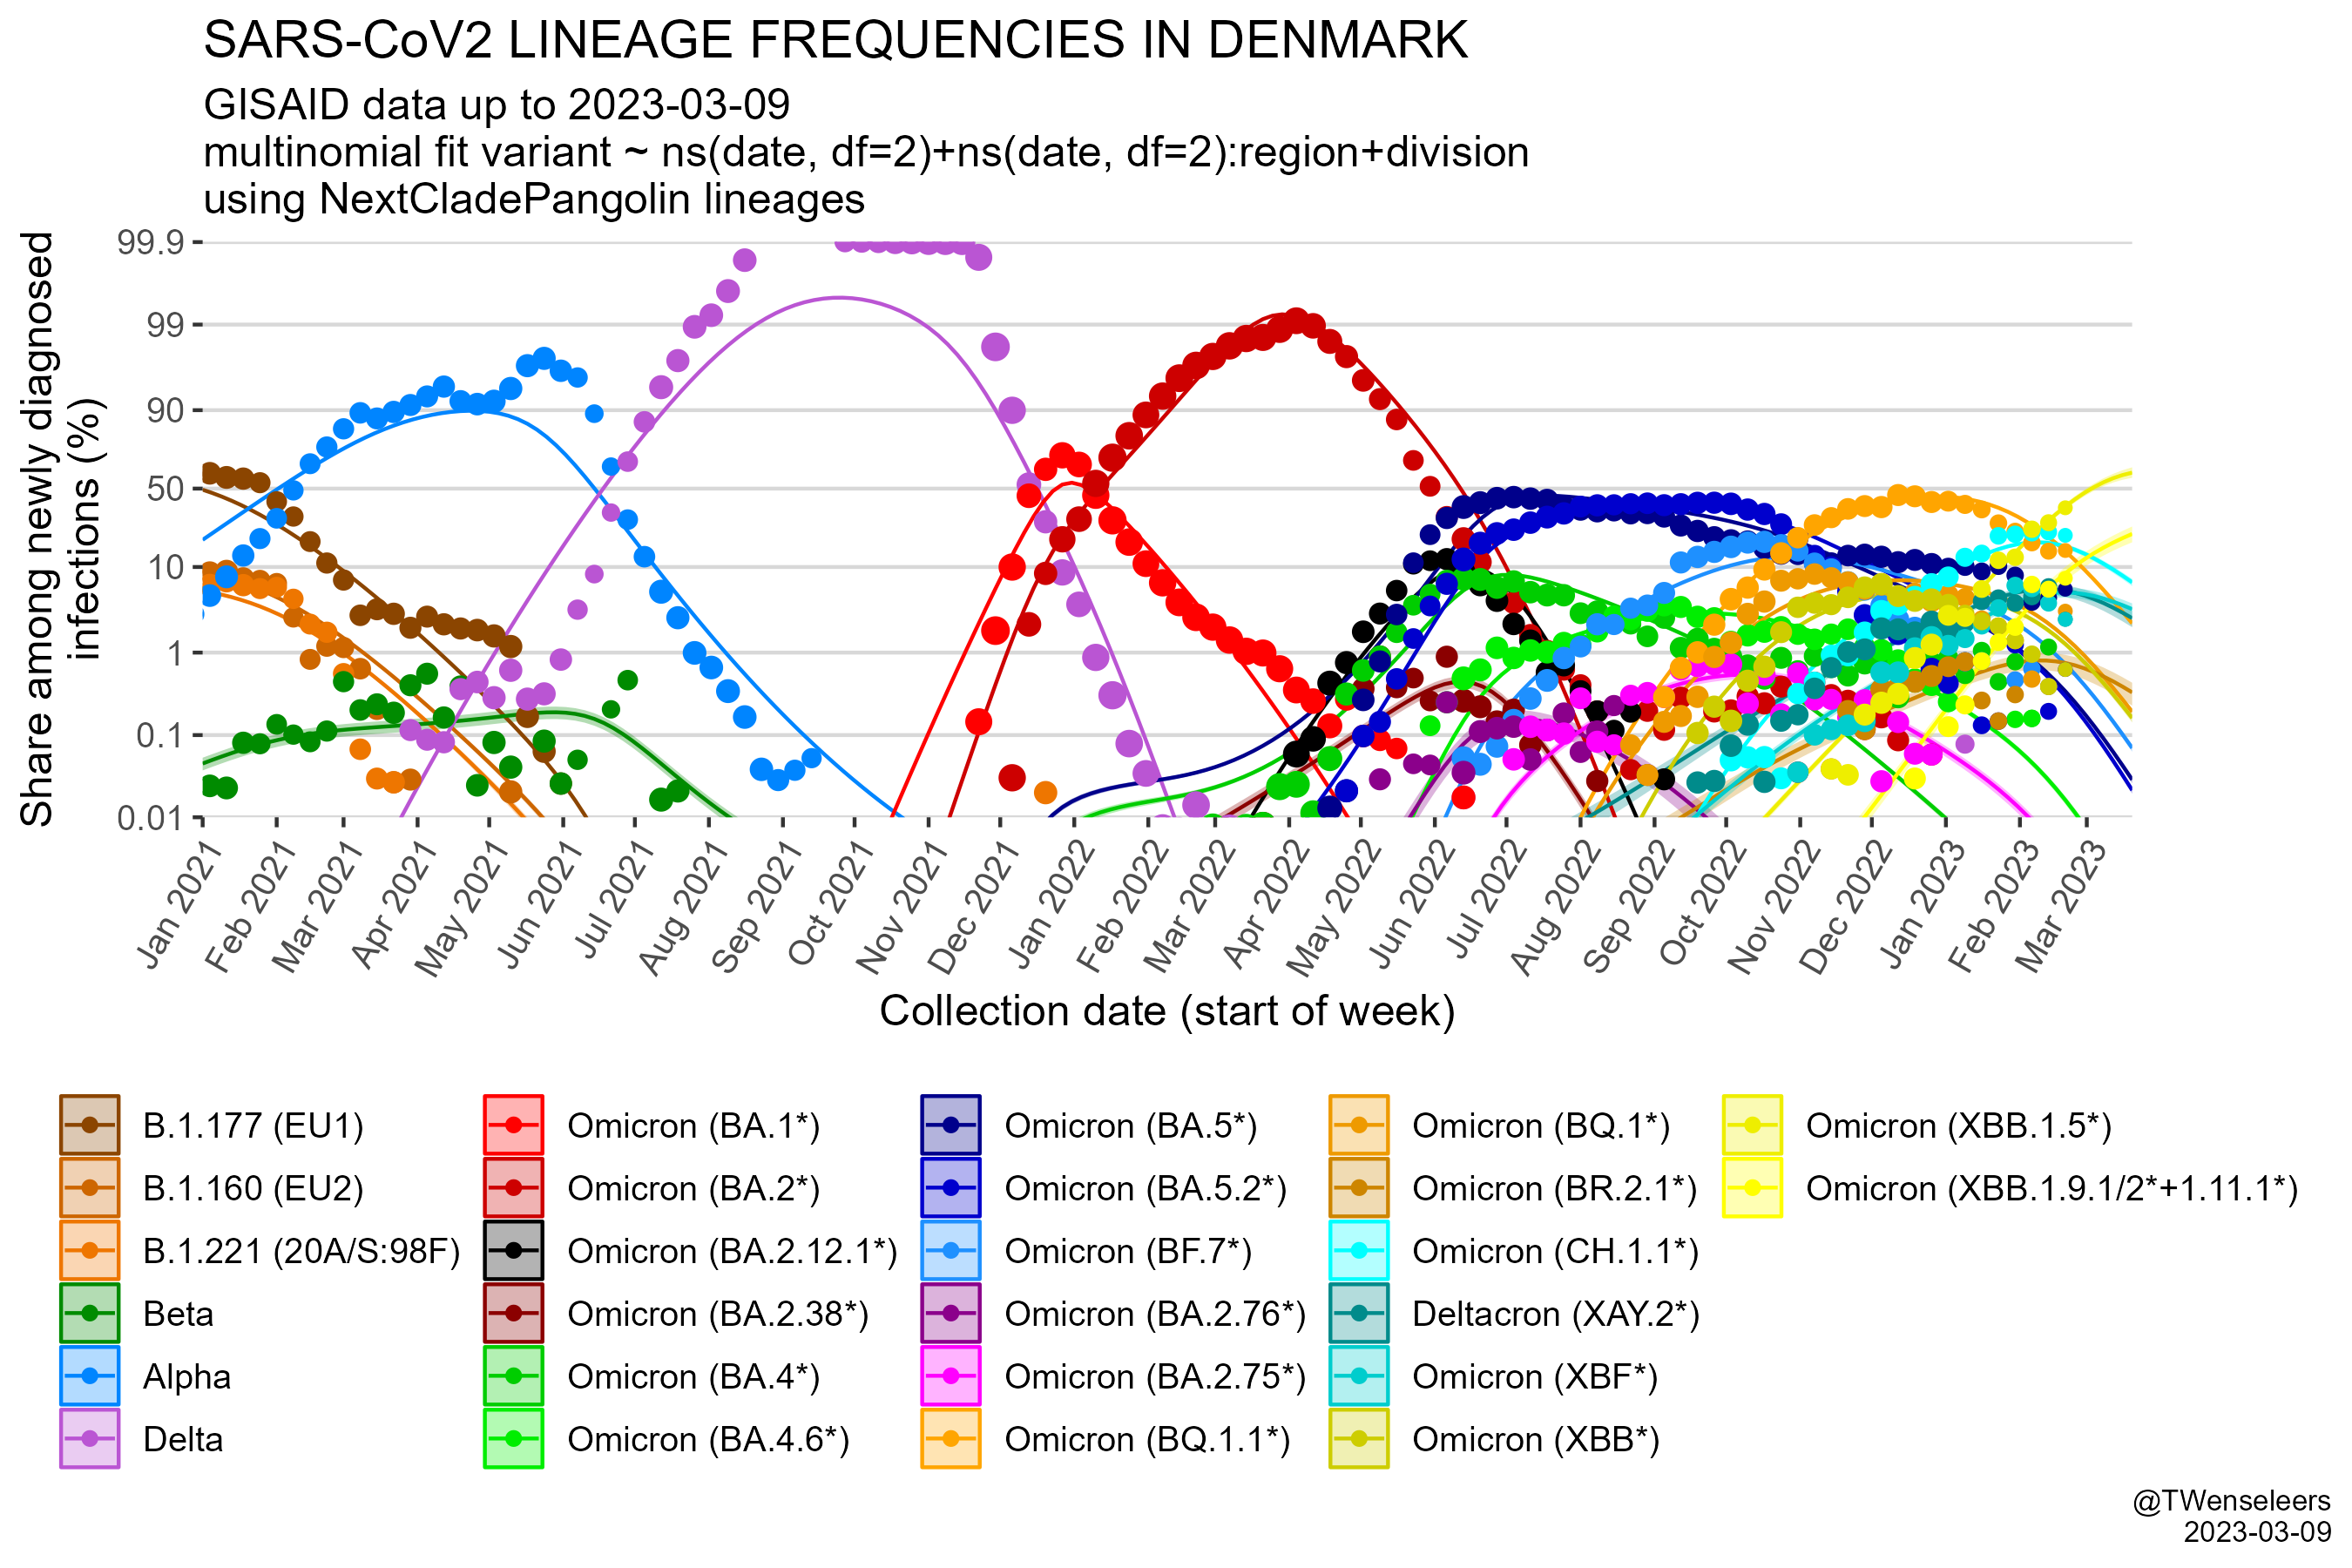 SARS-CoV2 LINEAGE FREQUENCIES IN DENMARK
GISAID data up to 2023-03-09
multinomial fit variant ~ ns(date, df=2)+ns(date, df=2):region+division
using NextCladePangolin lineages
Share among newly diagnosed
infections (%)
99.9
99
90
50
10
1
0.1
0.01
Jan 2021
Feb 2021
Mar 2021
Apr 2021
May 2021
Jun 2021
Jul 2021
Aug 2021
Sep 2021
Oct 2021
Nov 2021
Dec 2021
Jan 2022
Feb 2022
Mar 2022
Apr 2022
May 2022
Jun 2022
Jul 2022
Aug 2022
Sep 2022
Oct 2022
Nov 2022
Dec 2022
Jan 2023
Feb 2023
Mar 2023
Collection date (start of week)
B.1.177 (EU1)
B.1.160 (EU2)
B.1.221 (20A/S:98F)
Beta
Alpha
Delta
Omicron (BA.1*)
Omicron (BA.2*)
Omicron (BA.2.12.1*)
Omicron (BA.2.38*)
Omicron (BA.4*)
Omicron (BA.4.6*)
Omicron (BA.5*)
Omicron (BA.5.2*)
Omicron (BF.7*)
Omicron (BA.2.76*)
Omicron (BA.2.75*)
Omicron (BQ.1.1*)
Omicron (BQ.1*)
Omicron (BR.2.1*)
Omicron (CH.1.1*)
Deltacron (XAY.2*)
Omicron (XBF*)
Omicron (XBB*)
Omicron (XBB.1.5*)
Omicron (XBB.1.9.1/2*+1.11.1*)
@TWenseleers
2023-03-09